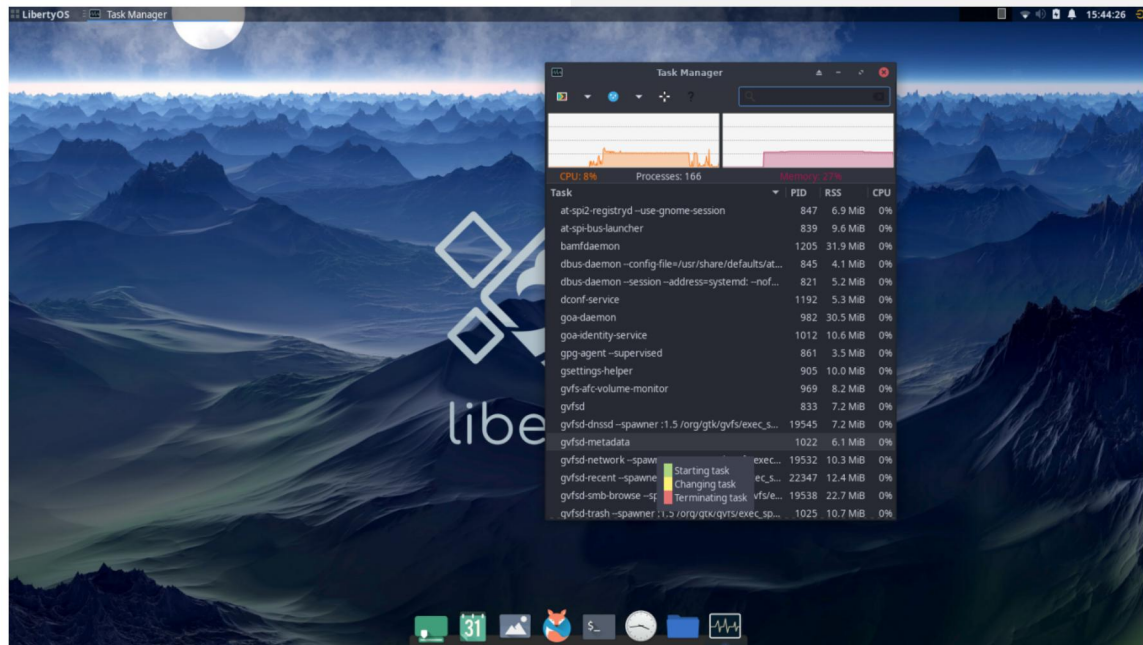 LibertyOS Task Manager 15:44:26
31
$_
libe
Task Manager
?
CPU: 8% Processes: 166 Memory: 27%
Task PID RSS CPU
at-spi2-registryd --use-gnome-session 847 6.9 MiB 0%
at-spi-bus-launcher 839 9.6 MiB 0%
bamfdaemon 1205 31.9 MiB 0%
dbus-daemon --config-file=/usr/share/defaults/at... 845 4.1 MiB 0%
dbus-daemon --session --address=systemd: --nof... 821 5.2 MiB 0%
dconf-service 1192 5.3 MiB 0%
goa-daemon 982 30.5 MiB 0%
goa-identity-service 1012 10.6 MiB 0%
gpg-agent --supervised 861 3.5 MiB 0%
gsettings-helper 905 10.0 MiB 0%
gvfs-afc-volume-monitor 969 8.2 MiB 0%
gvfsd 833 7.2 MiB 0%
gvfsd-dnssd --spawner :1.5 /org/gtk/gvfs/exec_s... 19545 7.2 MiB 0%
gvfsd-metadata 1022 6.1 MiB 0%
gvfsd-network --spaw exec... 19532 10.3 MiB 0%
gvfsd-recent --spawne ec_s... 22347 12.4 MiB 0%
gvfsd-smb-browse --sp vfs/e... 19538 22.7 MiB 0%
gvfsd-trash --spawner :1.5 /org/gtk/gvfs/exec_sp... 1025 10.7 MiB 0%
Starting task
Changing task
Terminating task